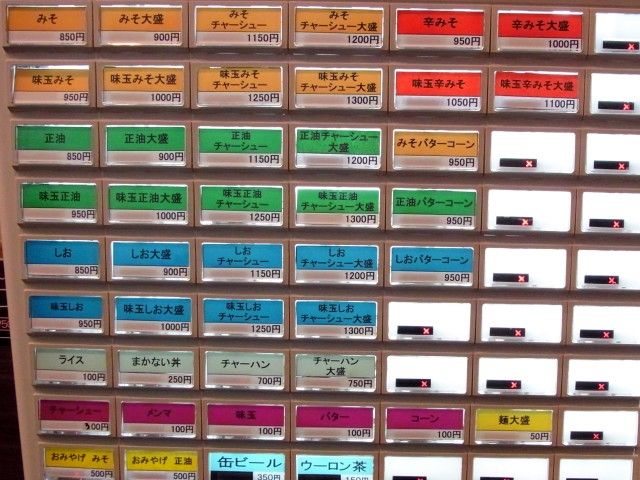 みそ
850円
みそ大盛
900円
みそ
チャーシュー
1150円
みそ
チャーシュー大盛
1200円
辛みそ
950円
辛みそ大盛
1000円
味玉みそ
950円
味玉みそ大盛
1000円
味玉みそ
チャーシュー
1250円
味玉みそ
チャーシュー大盛
1300円
味玉辛みそ
1050円
味玉辛みそ大盛
1100円
正油
850円
正油大盛
900円
正油
チャーシュー
1150円
正油チャーシュー
大盛
1200円
みそバターコーン
950円
味玉正油
950円
味玉正油大盛
1000円
味玉正油
チャーシュー
1250円
味玉正油
チャーシュー大盛
1300円
正油バターコーン
950円
しお
850円
しお大盛
900円
しお
チャーシュー
1150円
しお
チャーシュー大盛
1200円
しおバターコーン
950円
味玉しお
950円
味玉しお大盛
1000円
味玉しお
チャーシュー
1250円
味玉しお
チャーシュー大盛
1300円
ライス
100円
まかない丼
250円
チャーハン
700円
チャーハン
大盛
750円
チャーシュー
00円
メンマ
100円
味玉
100円
バター
100円
コーン
100円
麺大盛
50円
おみやげ みそ
500円
おみやげ 正油
500円
缶ビール
350円
ウーロン茶
150円